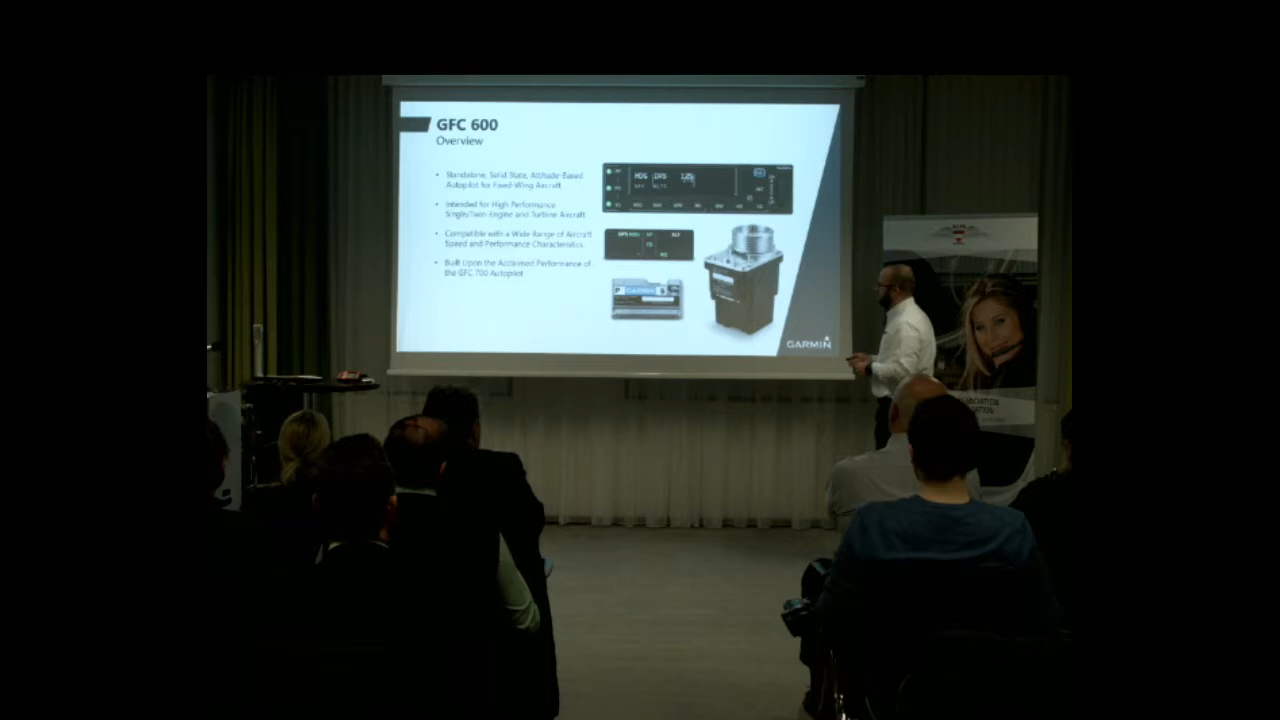 GFC 600
Overview
• Standalone, Solid State, Attitude-Based
Autopilot for Fixed-Wing Aircraft
• Intended for High-Performance
Single/Twin-Engine and Turbine Aircraft
• Compatible with a Wide Range of Aircraft
Speed and Performance Characteristics
• Built Upon the Acclaimed Performance of
the GFC 700 Autopilot
HDG
GARMIN
GARMIN